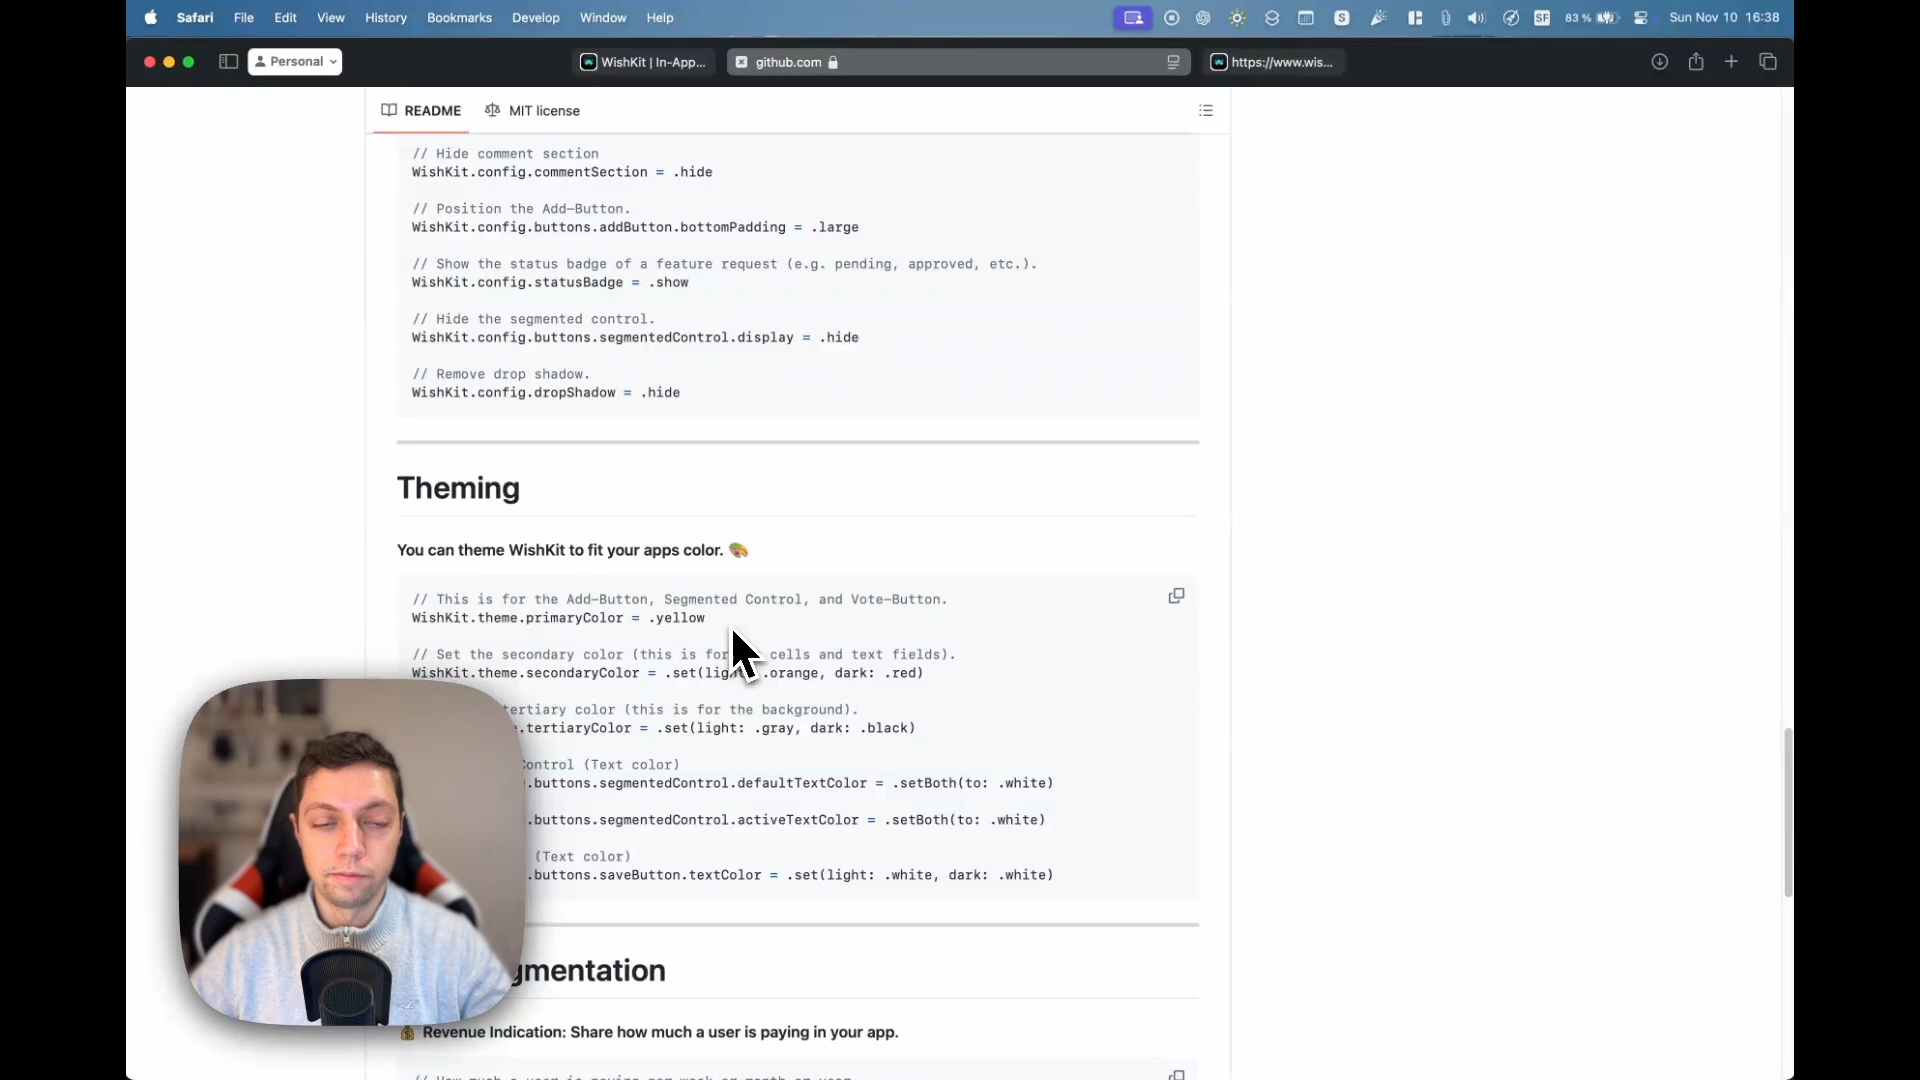 Safari File Edit View History Bookmarks Develop Window Help 83 % Sun Nov 10 16:38
Personal WishKit | In-App... github.com https://www.wis...
README MIT license
// Hide comment section
WishKit.config.commentSection = .hide
// Position the Add-Button.
WishKit.config.buttons.addButton.bottomPadding = .large
// Show the status badge of a feature request (e.g. pending, approved, etc.).
WishKit.config.statusBadge = .show
// Hide the segmented control.
WishKit.config.buttons.segmentedControl.display = .hide
// Remove drop shadow.
WishKit.config.dropShadow = .hide
Theming
You can theme WishKit to fit your apps color. 🎨
// This is for the Add-Button, Segmented Control, and Vote-Button.
WishKit.theme.primaryColor = .yellow
// Set the secondary color (this is for cells and text fields).
WishKit.theme.secondaryColor = .set(light: .orange, dark: .red)
tertiary color (this is for the background).
.tertiaryColor = .set(light: .gray, dark: .black)
Control (Text color)
.buttons.segmentedControl.defaultTextColor = .setBoth(to: .white)
.buttons.segmentedControl.activeTextColor = .setBoth(to: .white)
(Text color)
.buttons.saveButton.textColor = .set(light: .white, dark: .white)
gmentation
💰 Revenue Indication: Share how much a user is paying in your app.